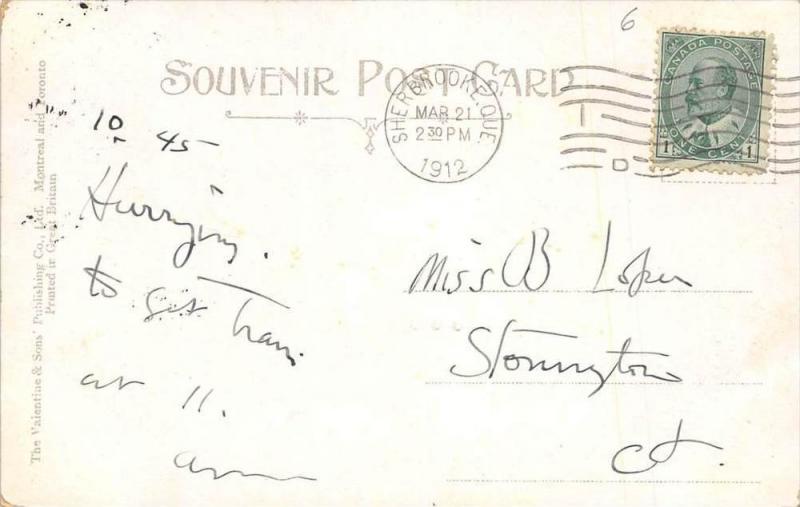 6
SOUVENIR POST CARD
SHERBROOKE, QUE.
MAR 21
2 30 PM
1912
CANADA POSTAGE
ONE CENT
1 1
D
10 45
Hurrying
to get Train
at 11.
Miss B Loper
Stonington
Ct.
The Valentine & Sons' Publishing Co., Ltd. Montreal and Toronto
Printed in Great Britain